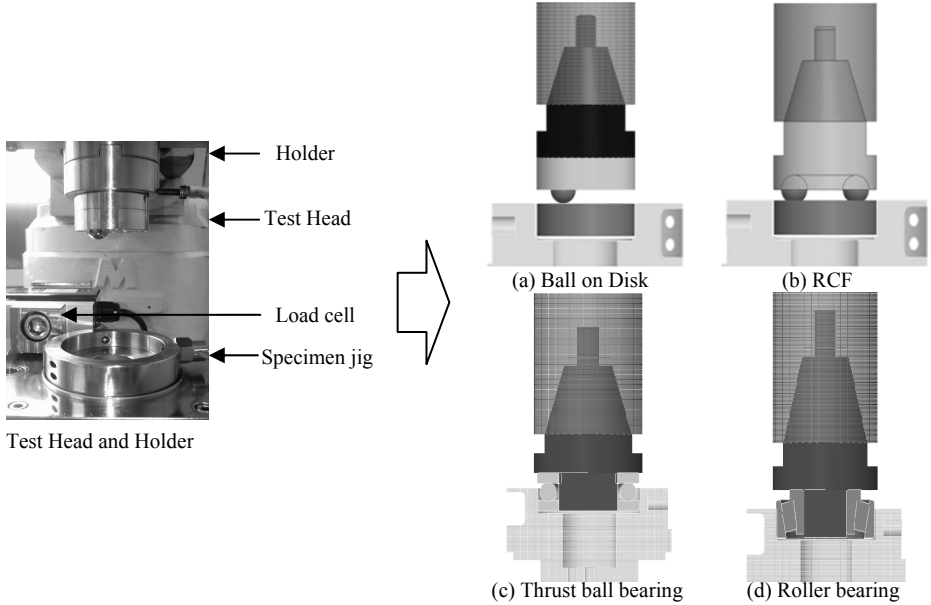 Holder
Test Head
Load cell
Specimen jig
Test Head and Holder
(a) Ball on Disk
(b) RCF
(c) Thrust ball bearing
(d) Roller bearing